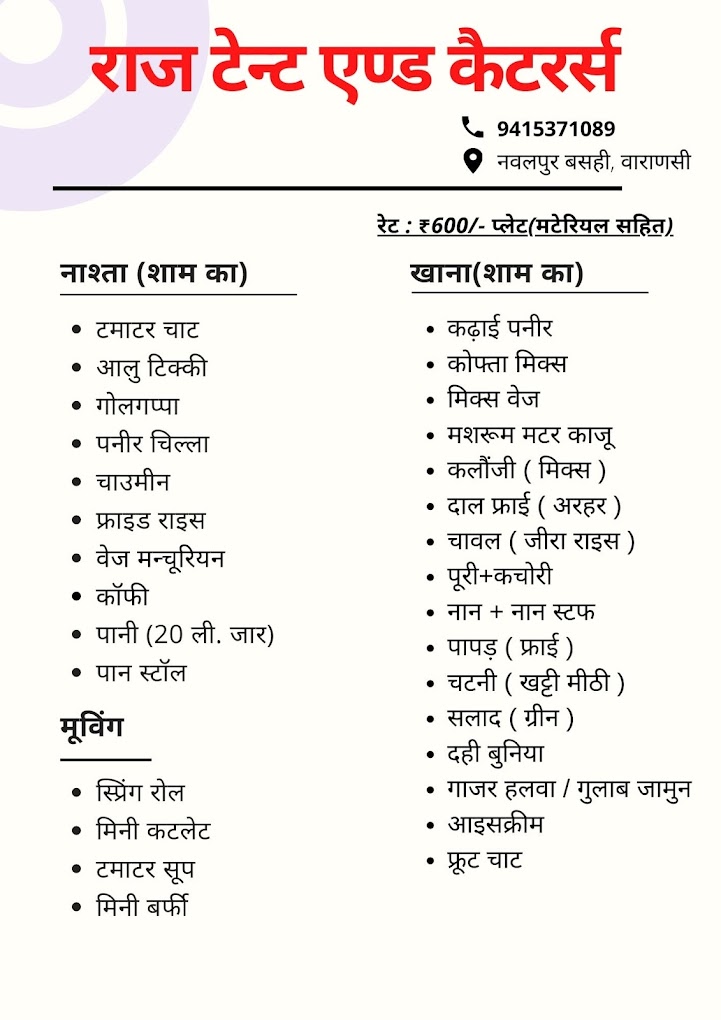 राज टेन्ट एण्ड कैटरर्स
9415371089
नवलपुर बसही, वाराणसी
रेट : ₹600/- प्लेट(मटेरियल सहित)
नाश्ता (शाम का)
टमाटर चाट
आलु टिक्की
गोलगप्पा
पनीर चिल्ला
चाउमीन
फ्राइड राइस
वेज मन्चूरियन
कॉफी
पानी (20 ली. जार)
पान स्टॉल
मूविंग
स्प्रिंग रोल
मिनी कटलेट
टमाटर सूप
मिनी बर्फी
खाना(शाम का)
कढ़ाई पनीर
कोफ्ता मिक्स
मिक्स वेज
मशरूम मटर काजू
कलौंजी ( मिक्स )
दाल फ्राई ( अरहर )
चावल ( जीरा राइस )
पूरी+कचोरी
नान + नान स्टफ
पापड़ ( फ्राई )
चटनी ( खट्टी मीठी )
सलाद ( ग्रीन )
दही बुनिया
गाजर हलवा / गुलाब जामुन
आइसक्रीम
फ्रूट चाट